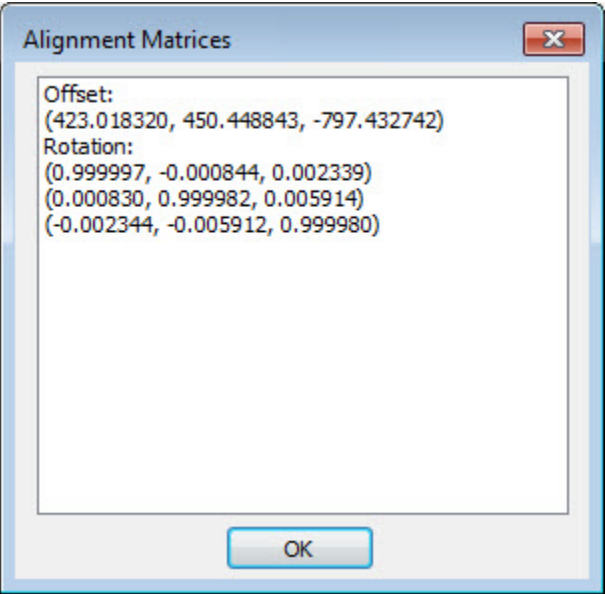 Alignment Matrices
Offset:
(423.018320, 450.448843, -797.432742)
Rotation:
(0.999997, -0.000844, 0.002339)
(0.000830, 0.999982, 0.005914)
(-0.002344, -0.005912, 0.999980)
OK